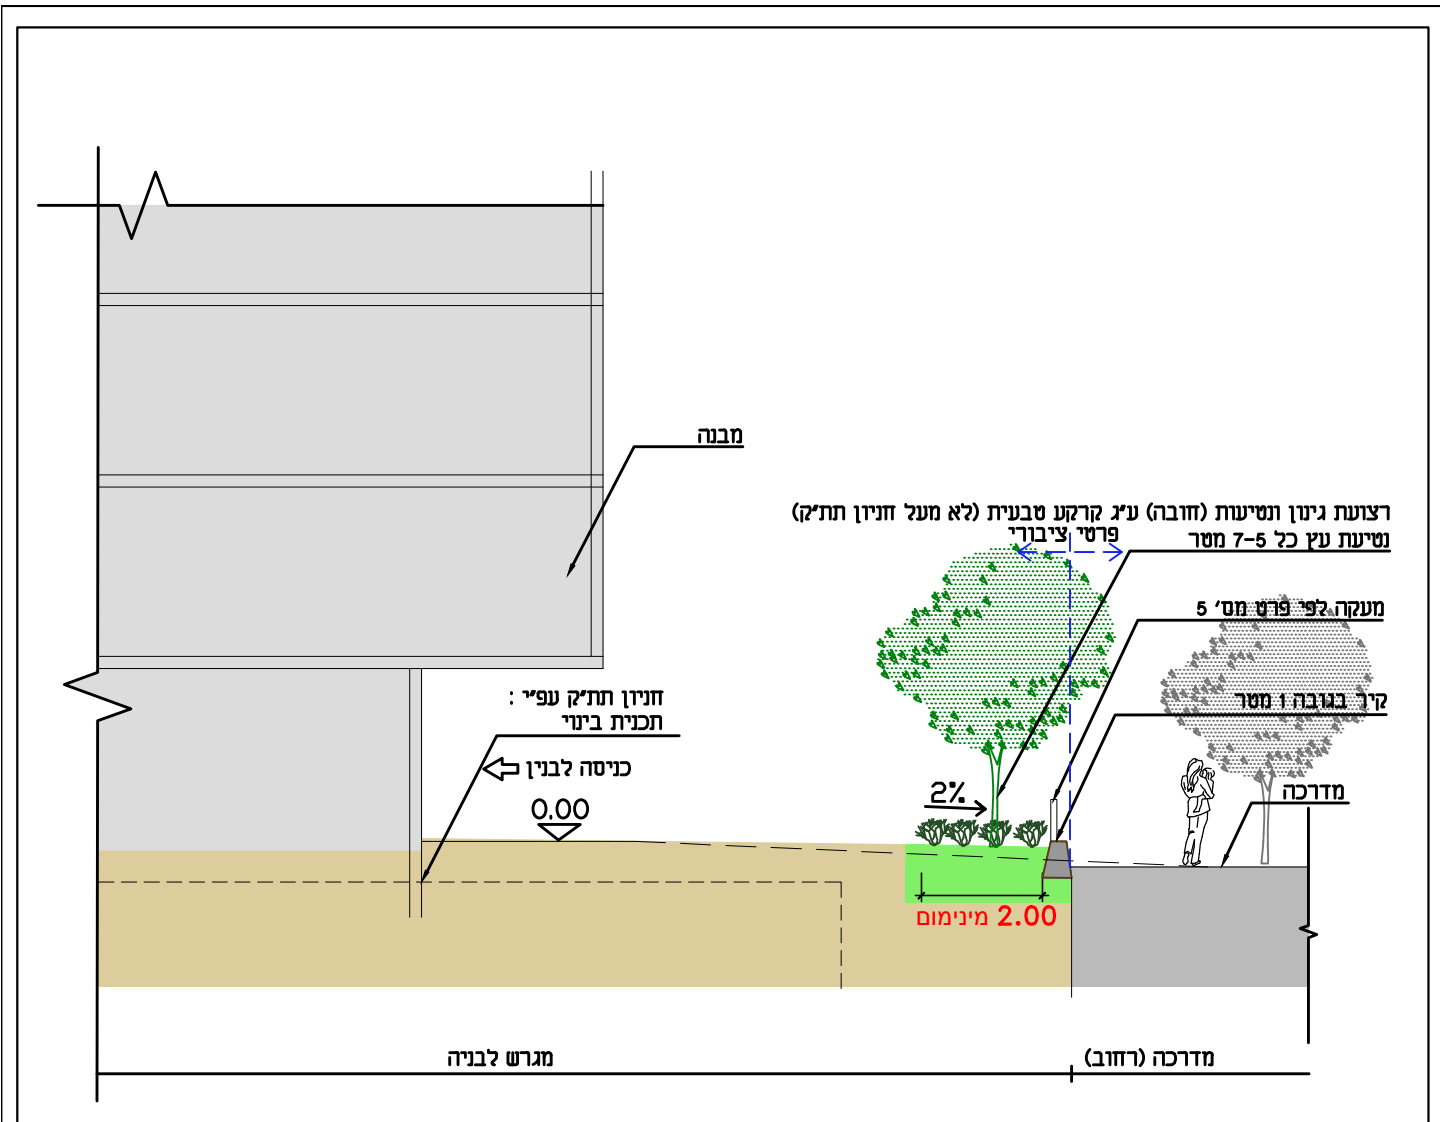 מבנה
רצועת גינון ונטיעות (חובה) ע״ג קרקע טבעית (לא מעל חניון תת״ק)
פרטי ציבורי
נטיעת עץ כל 7-5 מטר
מעקה לפי פרט מס׳ 5
חניון תת״ק עפ״י :
תכנית בינוי
קיר בגובה 1 מטר
כניסה לבנין
מדרכה
2%
0.00
2.00 מינימום
מגרש לבניה
מדרכה (רחוב)